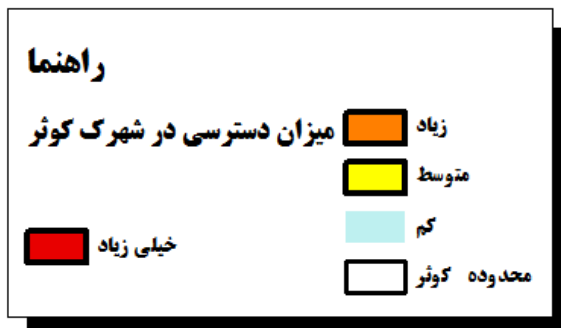 راهنما
میزان دسترسی در شهرک کوثر
زیاد
متوسط
کم
خیلی زیاد
محدوده کوثر